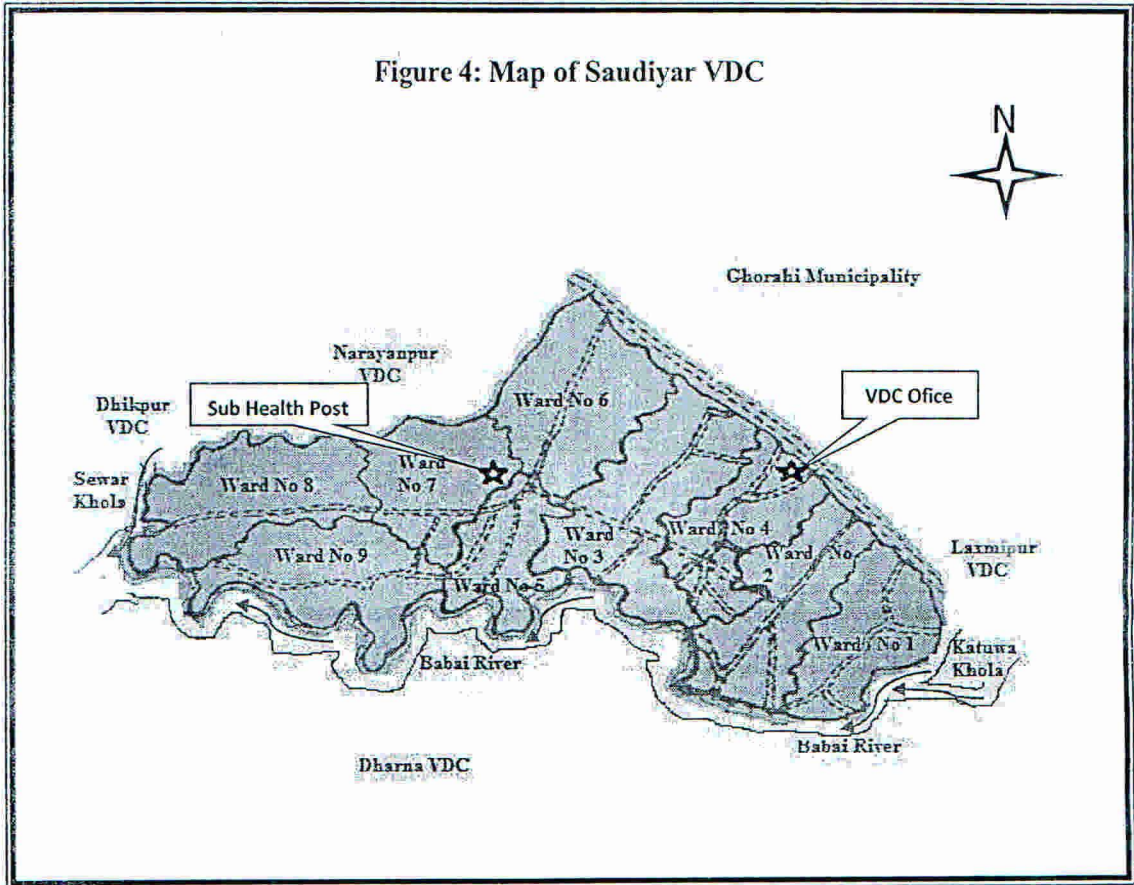 Figure 4: Map of Saudiyar VDC
N
Ghorahi Municipality
Narayanpur
VDC
Sub Health Post
VDC Ofice
Dhikpur
VDC
Ward No 6
Sewar
Khola
Ward No 8
Ward
No 7
Ward No 4
Ward No 9
Ward
No 3
Ward No
2
Laxmipur
VDC
Ward No 5
Ward No 1
Katuwa
Khola
Babai River
Babai River
Dharna VDC